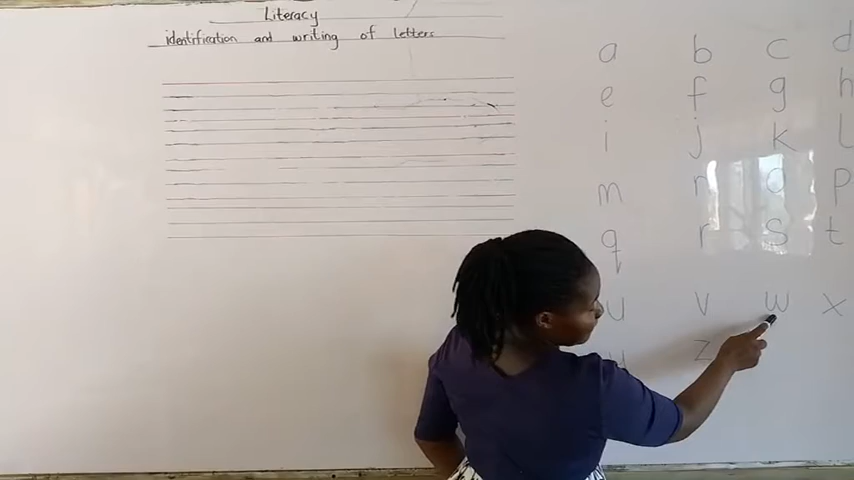 Literacy
identification and writing of letters
a b c d
e f g h
i j k l
m n o p
q r s t
u v w x
y z